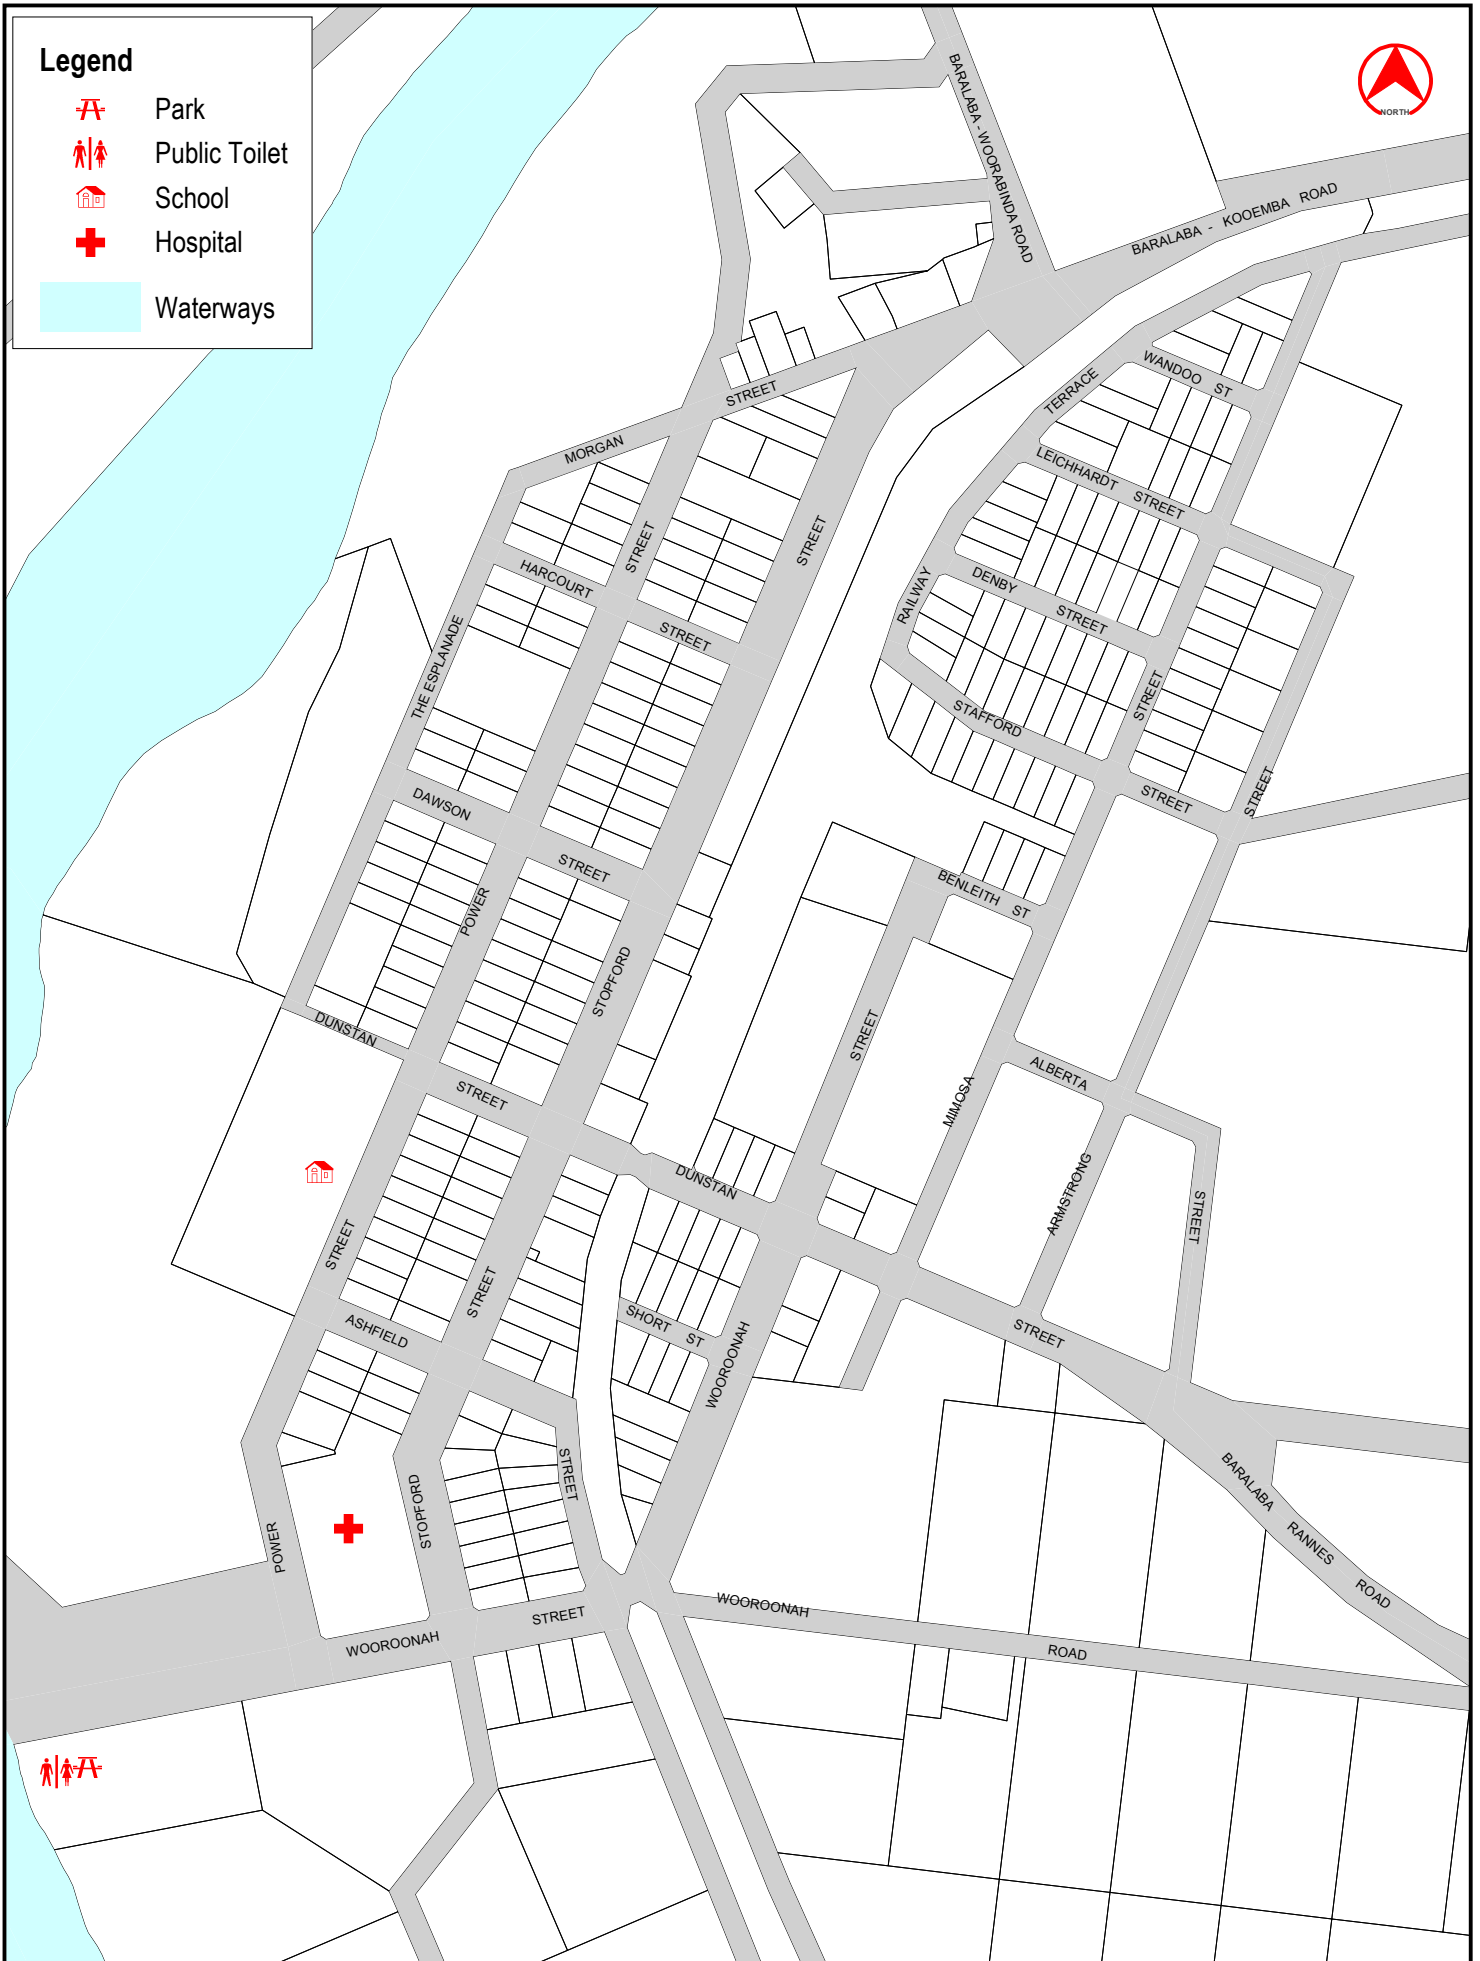 Legend
Park
Public Toilet
School
Hospital
Waterways
NORTH
BARALABA - WOORABINDA ROAD
BARALABA - KOOEMBA ROAD
WANDOO ST
TERRACE
STREET
MORGAN
LEICHHARDT STREET
STREET
STREET
HARCOURT
STREET
RAILWAY
DENBY STREET
THE ESPLANADE
STREET
STAFFORD
STREET
STREET
DAWSON
STREET
POWER
BENLEITH ST
STOPFORD
DUNSTAN
STREET
STREET
MIMOSA
ALBERTA
DUNSTAN
ARMSTRONG
STREET
STREET
STREET
ASHFIELD
SHORT ST
WOOROONAH
STREET
STREET
STOPFORD
POWER
BARALABA RANNES ROAD
WOOROONAH
STREET
WOOROONAH
ROAD